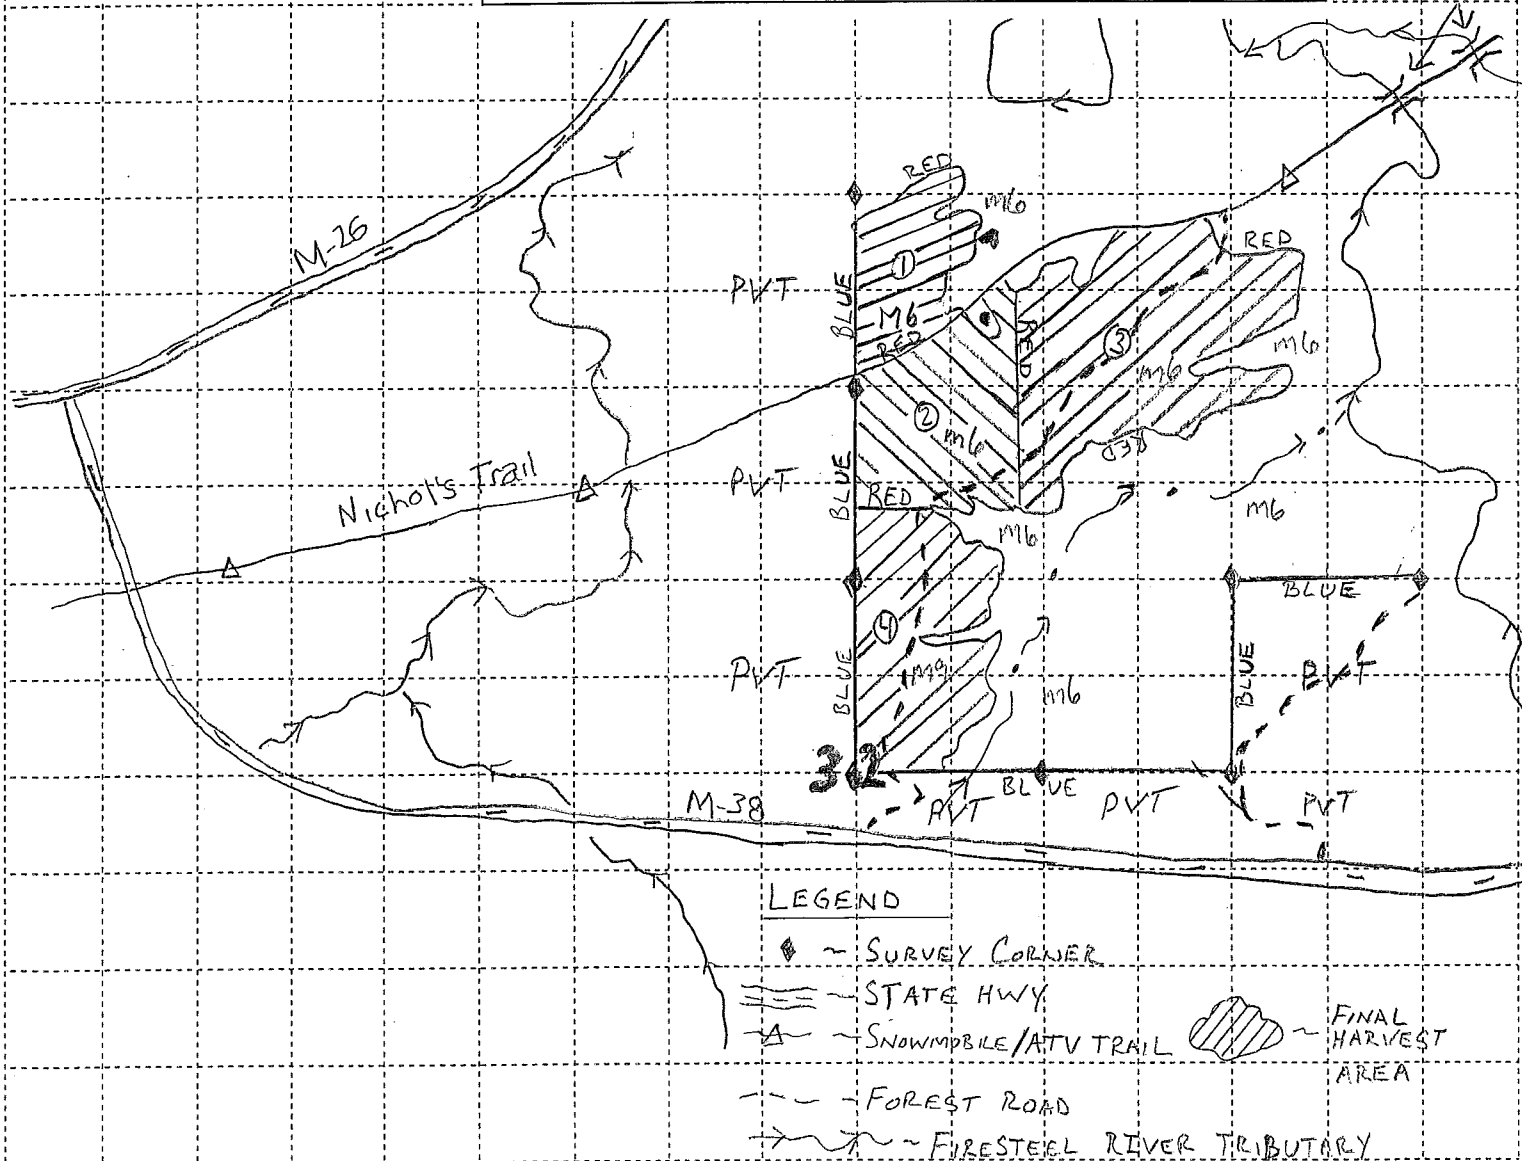 M-26
RED
m6
PVT
BLUE
1
M6
RED
RED
RED
3
m6
m6
2
m6
Nichol's Trail
PVT
BLUE
RED
RED
m6
m6
BLUE
4
PVT
BLUE
M9
m6
BLUE
PVT
32
M-38
PVT
BLUE
PVT
PVT
LEGEND
~ SURVEY CORNER
~ STATE HWY
~ SNOWMOBILE/ATV TRAIL
~ FINAL
HARVEST
AREA
~ FOREST ROAD
~ FIRESTEEL RIVER TRIBUTARY